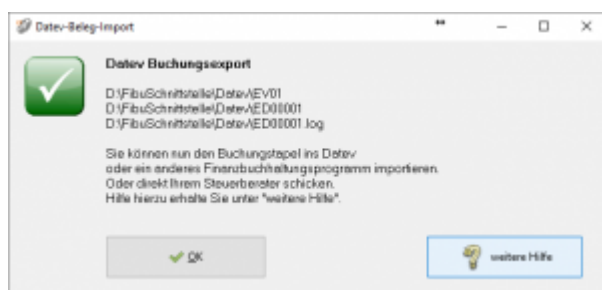 Datev-Beleg-Import
Datev Buchungsexport
D:\FibuSchnittstelle\Datev\EV01
D:\FibuSchnittstelle\Datev\ED00001
D:\FibuSchnittstelle\Datev\ED00001.log
Sie können nun den Buchungstapel ins Datev
oder ein anderes Finanzbuchhaltungsprogramm importieren.
Oder direkt Ihrem Steuerberater schicken.
Hilfe hierzu erhalte Sie unter "weitere Hilfe".
OK
weitere Hilfe